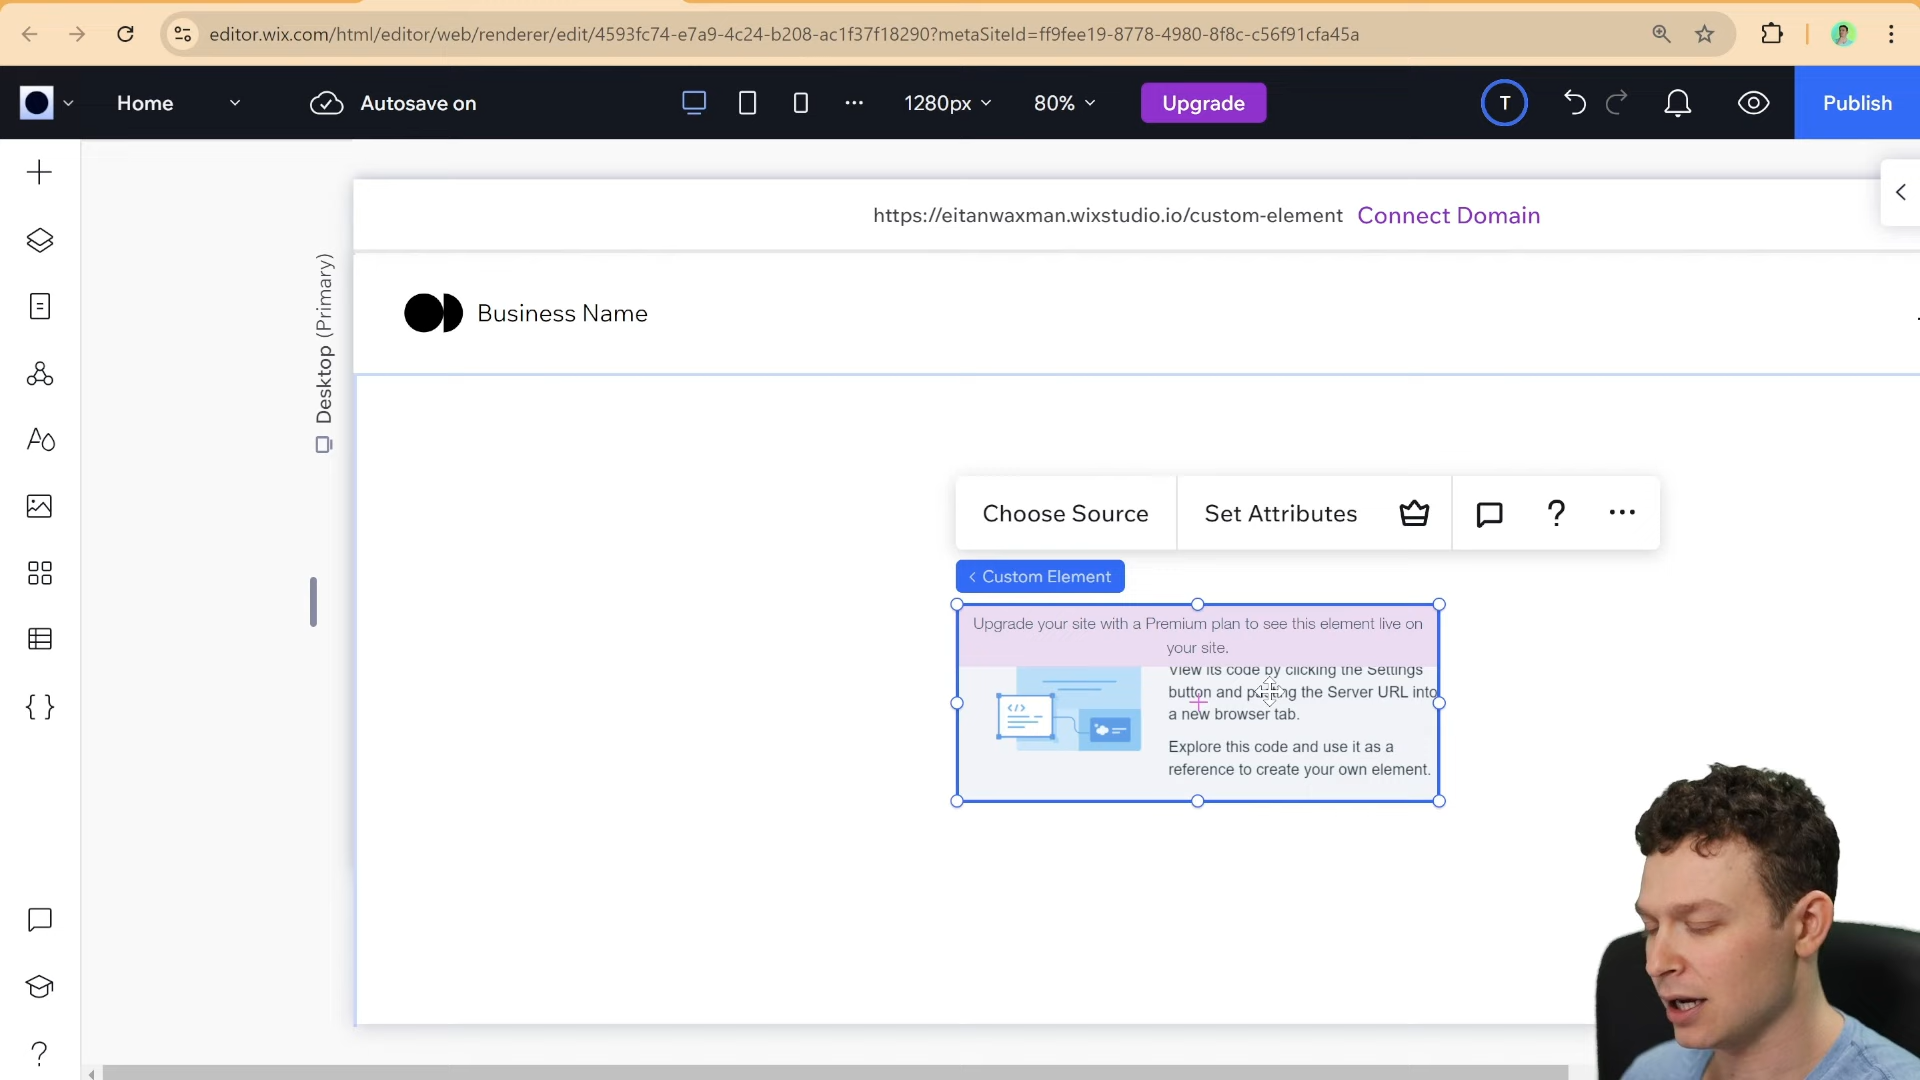 editor.wix.com/html/editor/web/renderer/edit/4593fc74-e7a9-4c24-b208-ac1f37f18290?metaSiteId=ff9fee19-8778-4980-8f8c-c56f91cfa45a
Home
Autosave on
1280px
80%
Upgrade
T
Publish
https://eitanwaxman.wixstudio.io/custom-element Connect Domain
Desktop (Primary)
Business Name
Choose Source
Set Attributes
Custom Element
Upgrade your site with a Premium plan to see this element live on
your site.
View its code by clicking the Settings
button and the Server URL into
a new browser tab.
Explore this code and use it as a
reference to create your own element.